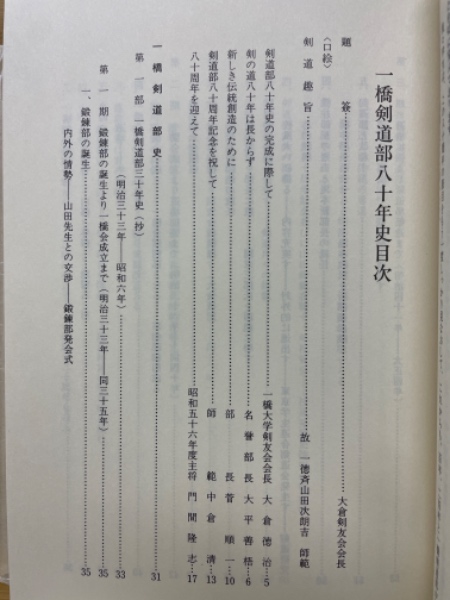 一橋剣道部八十年史目次
題簽……大倉剣友会会長
〈口絵〉
剣道趣旨……故 一徳斉山田次朗吉 師範
剣道部八十年史の完成に際して……一橋大学剣友会会長 大倉徳治…5
剣の道八十年は長からず……名誉部長 大平善梧…6
新しき伝統創造のために……部長 菅順一…10
剣道部八十周年記念を祝して……師範 中倉清…13
八十周年を迎えて……昭和五十六年度主将 門間隆志…17
一橋剣道部史……31
第一部 一橋剣道部三十年史(抄)
(明治三十三年――昭和六年)……33
第一期 鍛錬部の誕生より一橋会成立まで(明治三十三年――同三十五年)……35
一、鍛錬部の誕生……35
内外の情勢――山田先生との交渉――鍛錬部発会式